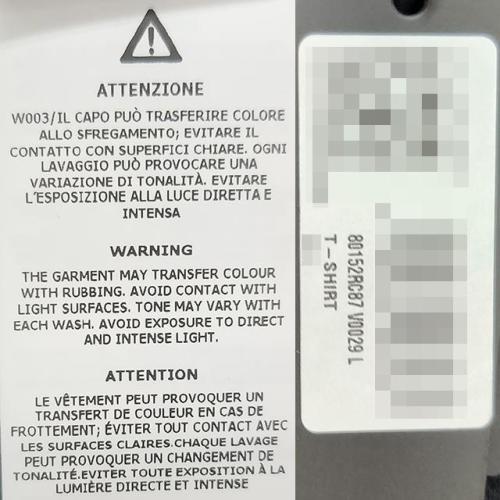 ATTENZIONE
W003/IL CAPO PUÒ TRASFERIRE COLORE
ALLO SFREGAMENTO; EVITARE IL
CONTATTO CON SUPERFICI CHIARE. OGNI
LAVAGGIO PUÒ PROVOCARE UNA
VARIAZIONE DI TONALITÀ. EVITARE
L'ESPOSIZIONE ALLA LUCE DIRETTA E
INTENSA
WARNING
THE GARMENT MAY TRANSFER COLOUR
WITH RUBBING. AVOID CONTACT WITH
LIGHT SURFACES. TONE MAY VARY WITH
EACH WASH. AVOID EXPOSURE TO DIRECT
AND INTENSE LIGHT.
ATTENTION
LE VÊTEMENT PEUT PROVOQUER UN
TRANSFERT DE COULEUR EN CAS DE
FROTTEMENT; ÉVITER TOUT CONTACT AVEC
LES SURFACES CLAIRES.CHAQUE LAVAGE
PEUT PROVOQUER UN CHANGEMENT DE
TONALITÉ.EVITER TOUTE EXPOSITION À LA
LUMIÈRE DIRECTE ET INTENSE
80152RC87 V0029 L
T-SHIRT